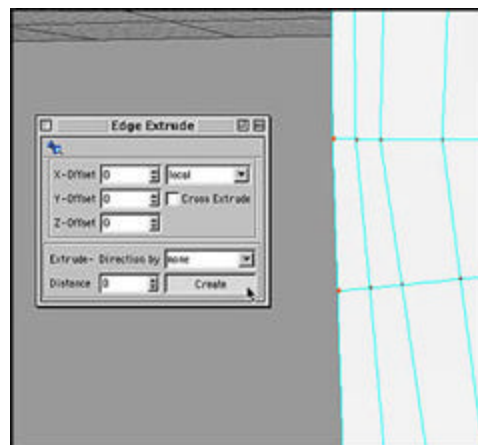 Edge Extrude
X-Offset 0 local
Y-Offset 0 Cross Extrude
Z-Offset 0
Extrude- Direction by none
Distance 0 Create